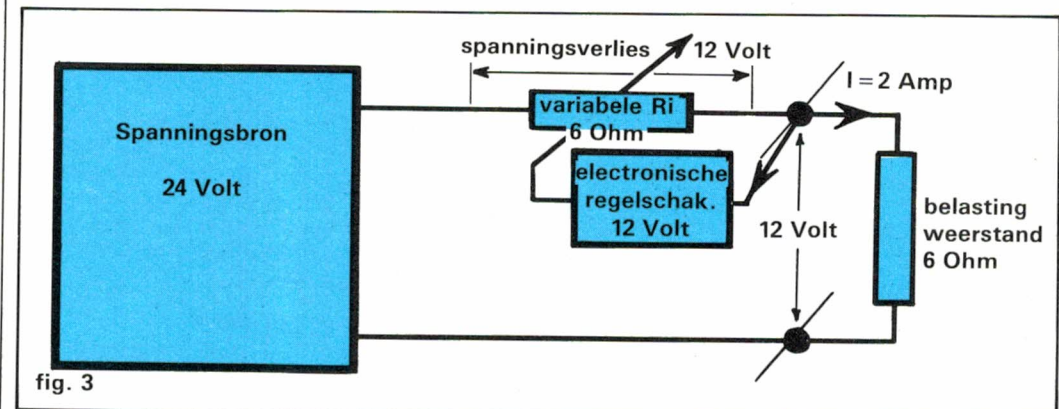 spanningsverlies
12 Volt
I = 2 Amp
Spanningsbron
24 Volt
variabele Ri
6 Ohm
electronische
regelschak.
12 Volt
12 Volt
belasting
weerstand
6 Ohm
fig. 3